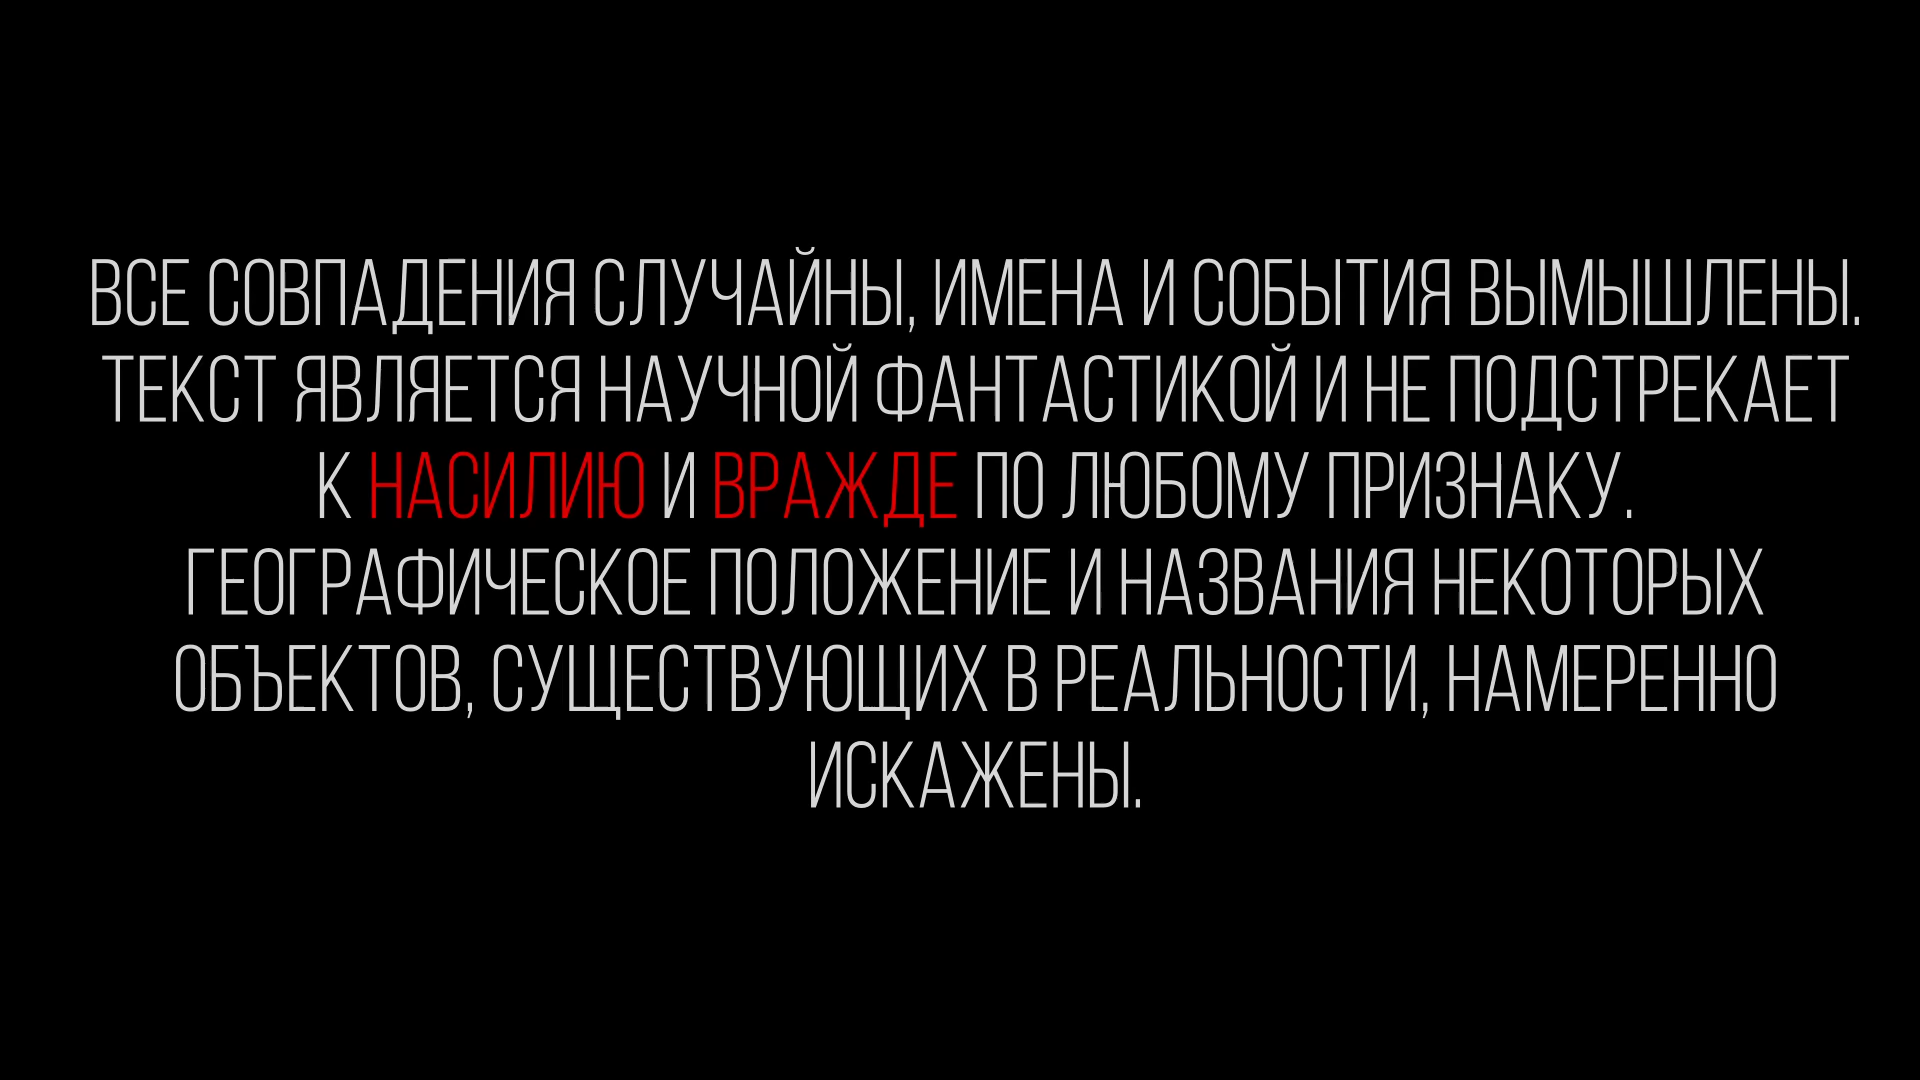 ВСЕ СОВПАДЕНИЯ СЛУЧАЙНЫ, ИМЕНА И СОБЫТИЯ ВЫМЫШЛЕНЫ.
ТЕКСТ ЯВЛЯЕТСЯ НАУЧНОЙ ФАНТАСТИКОЙ И НЕ ПОДСТРЕКАЕТ
К НАСИЛИЮ И ВРАЖДЕ ПО ЛЮБОМУ ПРИЗНАКУ.
ГЕОГРАФИЧЕСКОЕ ПОЛОЖЕНИЕ И НАЗВАНИЯ НЕКОТОРЫХ
ОБЪЕКТОВ, СУЩЕСТВУЮЩИХ В РЕАЛЬНОСТИ, НАМЕРЕННО
ИСКАЖЕНЫ.